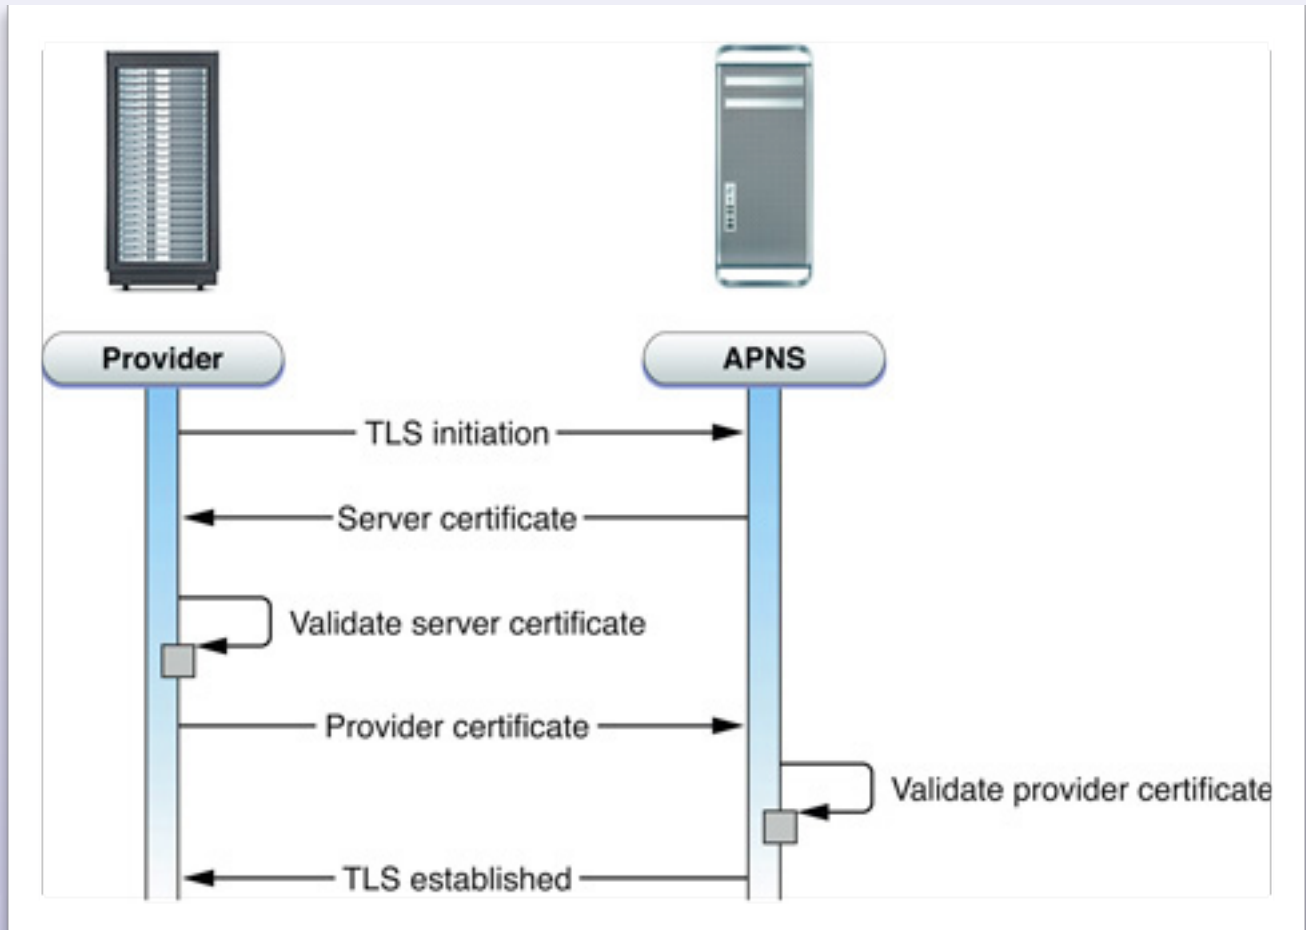 Provider
APNS
TLS initiation
Server certificate
Validate server certificate
Provider certificate
Validate provider certificate
TLS established